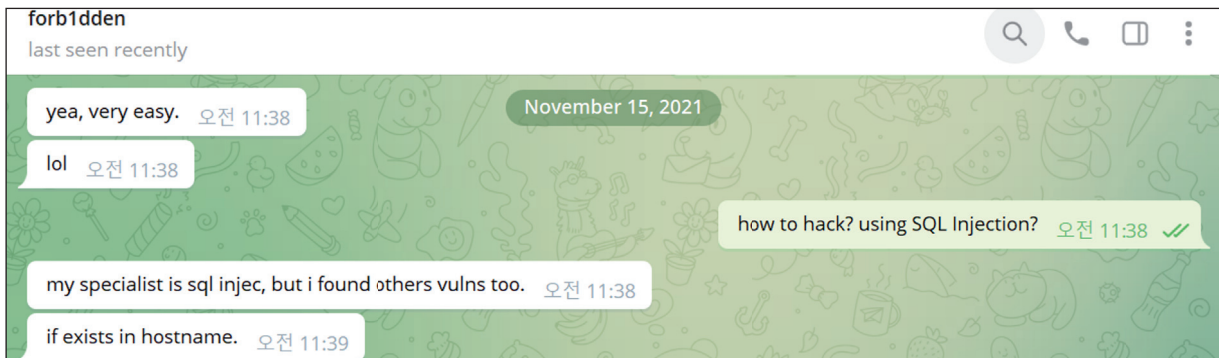 forb1dden
last seen recently
November 15, 2021
yea, very easy. 오전 11:38
lol 오전 11:38
how to hack? using SQL Injection? 오전 11:38
my specialist is sql injec, but i found others vulns too. 오전 11:38
if exists in hostname. 오전 11:39